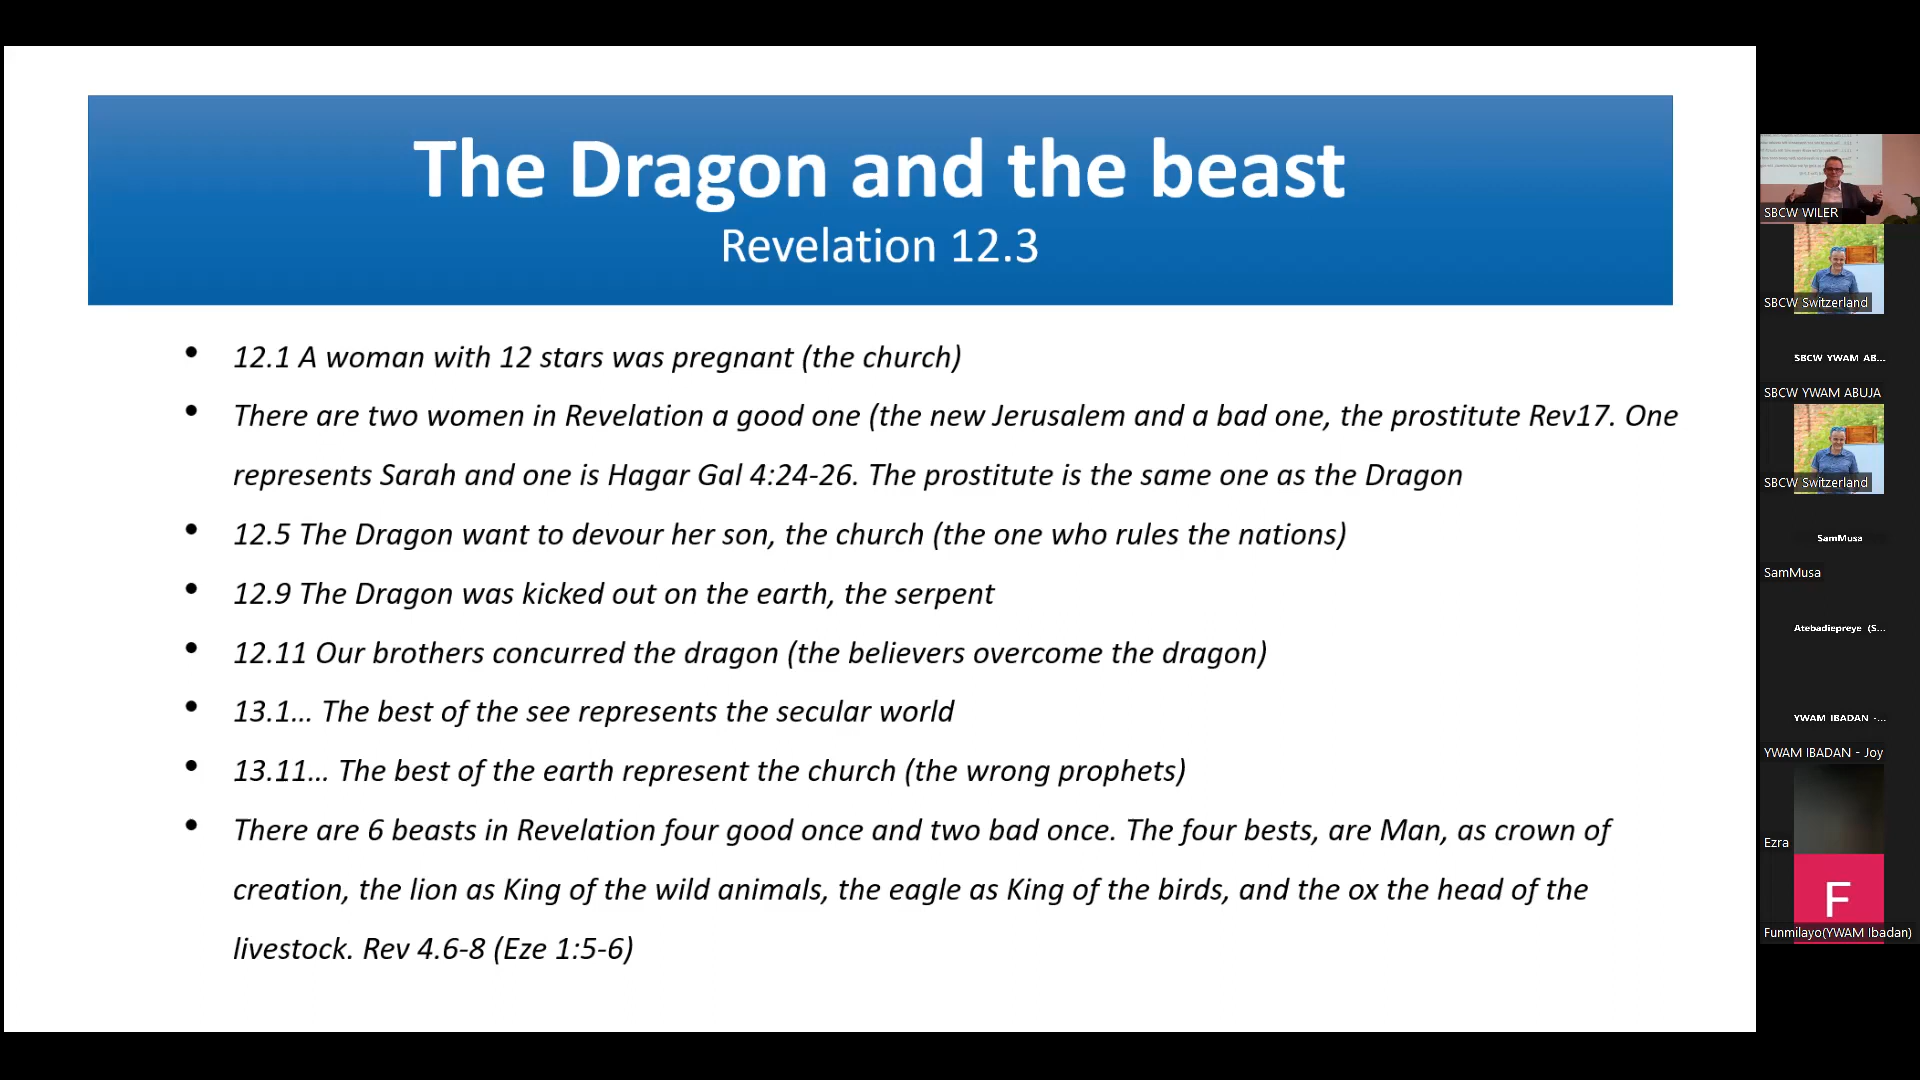 The Dragon and the beast
Revelation 12.3
• 12.1 A woman with 12 stars was pregnant (the church)
• There are two women in Revelation a good one (the new Jerusalem and a bad one, the prostitute Rev17. One
represents Sarah and one is Hagar Gal 4:24-26. The prostitute is the same one as the Dragon
• 12.5 The Dragon want to devour her son, the church (the one who rules the nations)
• 12.9 The Dragon was kicked out on the earth, the serpent
• 12.11 Our brothers concurred the dragon (the believers overcome the dragon)
• 13.1... The best of the see represents the secular world
• 13.11... The best of the earth represent the church (the wrong prophets)
• There are 6 beasts in Revelation four good once and two bad once. The four bests, are Man, as crown of
creation, the lion as King of the wild animals, the eagle as King of the birds, and the ox the head of the
livestock. Rev 4.6-8 (Eze 1:5-6)
SBCW WILER
SBCW Switzerland
SBCW YWAM AB...
SBCW YWAM ABUJA
SBCW Switzerland
SamMusa
SamMusa
Atebadiepreye (S...
YWAM IBADAN -...
YWAM IBADAN - Joy
Ezra
F
Funmilayo(YWAM Ibadan)